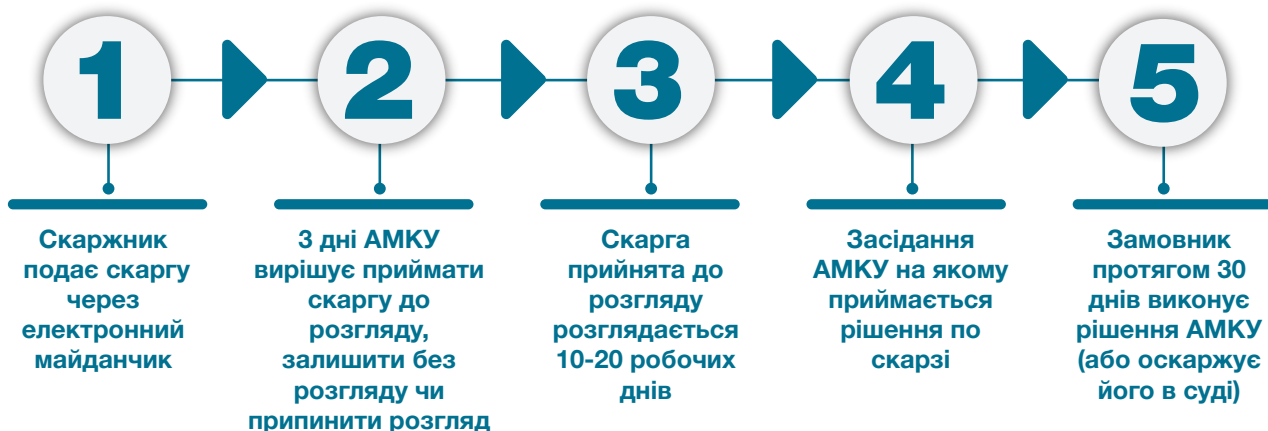 1
2
3
4
5
Скаржник
подає скаргу
через
електронний
майданчик
3 дні АМКУ
вирішує приймати
скаргу до
розгляду,
залишити без
розгляду чи
припинити розгляд
Скарга
прийнята до
розгляду
розглядається
10-20 робочих
днів
Засідання
АМКУ на якому
приймається
рішення по
скарзі
Замовник
протягом 30
днів виконує
рішення АМКУ
(або оскаржує
його в суді)